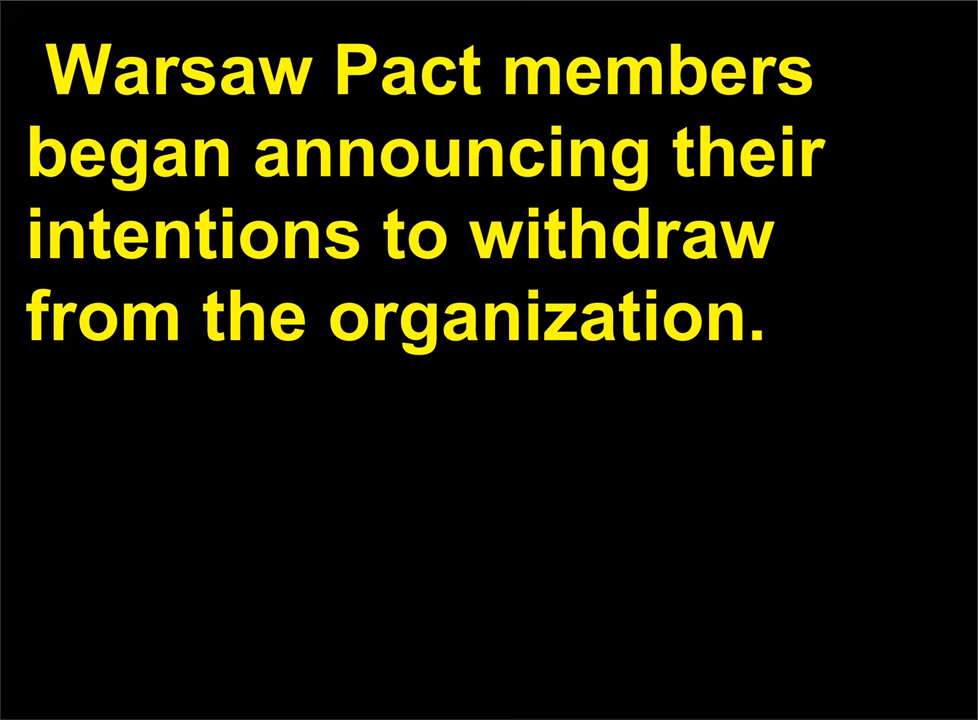 Warsaw Pact members
began announcing their
intentions to withdraw
from the organization.